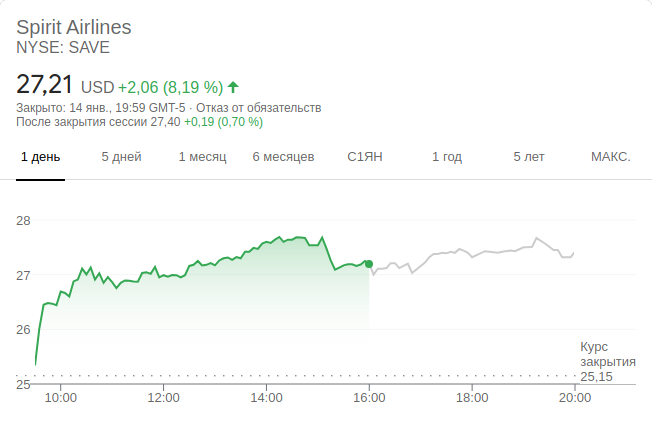 Spirit Airlines
NYSE: SAVE
27,21 USD +2,06 (8,19 %)
Закрыто: 14 янв., 19:59 GMT-5 · Отказ от обязательств
После закрытия сессии 27,40 +0,19 (0,70 %)
1 день 5 дней 1 месяц 6 месяцев С1ЯН 1 год 5 лет МАКС.
28
27
26
Курс
закрытия
25,15
25
10:00 12:00 14:00 16:00 18:00 20:00